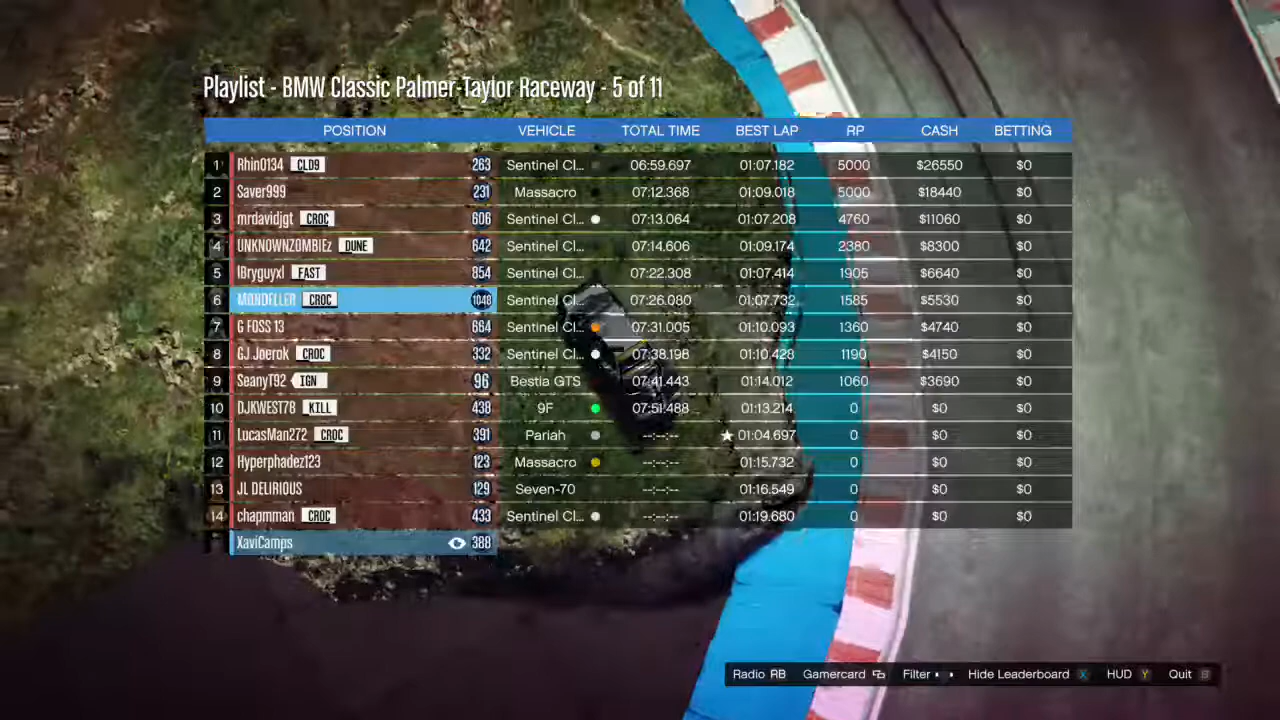 Playlist - BMW Classic Palmer-Taylor Raceway - 5 of 11
POSITION VEHICLE TOTAL TIME BEST LAP RP CASH BETTING
1 Rhin0134 CLD9 263 Sentinel Cl... 06:59.697 01:07.182 5000 $26550 $0
2 Saver999 231 Massacro 07:12.368 01:09.018 5000 $18440 $0
3 mrdavidjgt CROC 606 Sentinel Cl... 07:13.064 01:07.208 4760 $11060 $0
4 UNKNOWNZOMBIEz DUNE 642 Sentinel Cl... 07:14.606 01:09.174 2380 $8300 $0
5 IBryguyxI FAST 854 Sentinel Cl... 07:22.308 01:07.414 1905 $6640 $0
6 CROC 1048 Sentinel Cl... 07:26.080 01:07.732 1585 $5530 $0
7 G FOSS 13 664 Sentinel Cl... 07:31.005 01:10.093 1360 $4740 $0
8 GJ Joerok CROC 332 Sentinel Cl... 07:38.198 01:10.428 1190 $4150 $0
9 SeanyT92 IGN 96 Bestia GTS 07:41.443 01:14.012 1060 $3690 $0
10 DJKWEST78 KILL 438 9F 07:51.488 01:13.214 0 $0 $0
11 LucasMan272 CROC 391 Pariah --:--:-- ★ 01:04.697 0 $0 $0
12 Hyperphadez123 123 Massacro --:--:-- 01:15.732 0 $0 $0
13 JL DELIRIOUS 129 Seven-70 --:--:-- 01:16.549 0 $0 $0
14 chapmman CROC 433 Sentinel Cl... --:--:-- 01:19.680 0 $0 $0
XaviCamps 388
Radio RB Gamercard Filter Hide Leaderboard X HUD Y Quit B